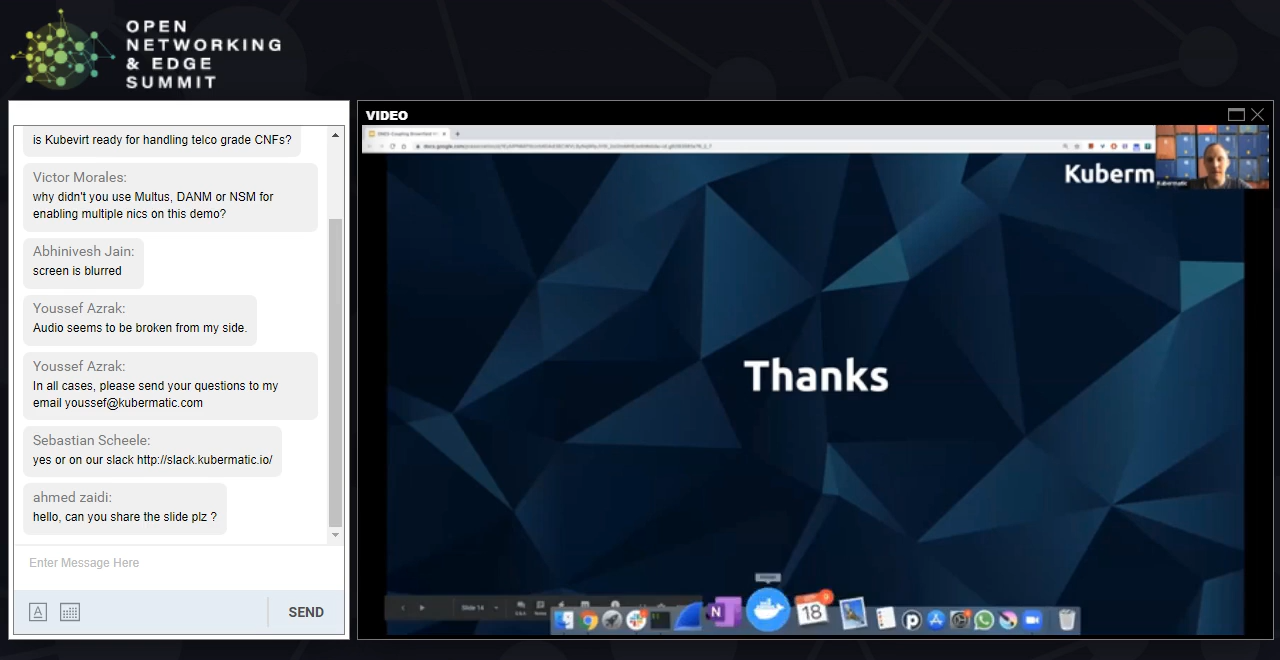 OPEN
NETWORKING
& EDGE
SUMMIT
is Kubevirt ready for handling telco grade CNFs?
Victor Morales:
why didn't you use Multus, DANM or NSM for
enabling multiple nics on this demo?
Abhinivesh Jain:
screen is blurred
Youssef Azrak:
Audio seems to be broken from my side.
Youssef Azrak:
In all cases, please send your questions to my
email youssef@kubermatic.com
Sebastian Scheele:
yes or on our slack http://slack.kubermatic.io/
ahmed zaidi:
hello, can you share the slide plz ?
Enter Message Here
SEND
VIDEO
Kuberm
Kubermatic
Thanks
Slide 14
18